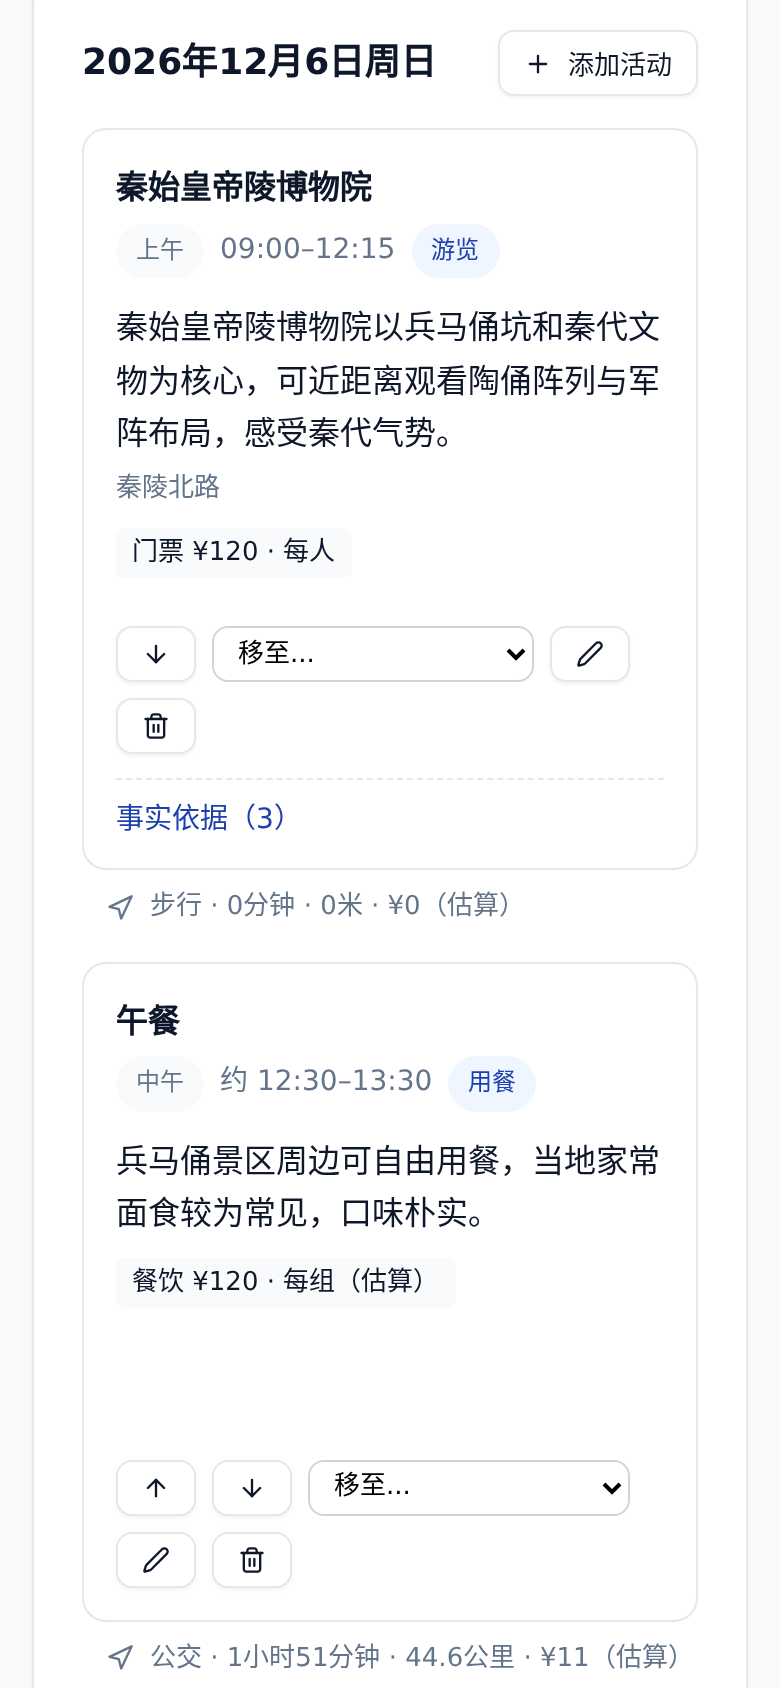 2026年12月6日周日
添加活动
秦始皇帝陵博物院
上午 09:00–12:15 游览
秦始皇帝陵博物院以兵马俑坑和秦代文
物为核心，可近距离观看陶俑阵列与军
阵布局，感受秦代气势。
秦陵北路
门票 ¥120 · 每人
移至...
事实依据（3）
步行 · 0分钟 · 0米 · ¥0（估算）
午餐
中午 约 12:30–13:30 用餐
兵马俑景区周边可自由用餐，当地家常
面食较为常见，口味朴实。
餐饮 ¥120 · 每组（估算）
移至...
公交 · 1小时51分钟 · 44.6公里 · ¥11（估算）